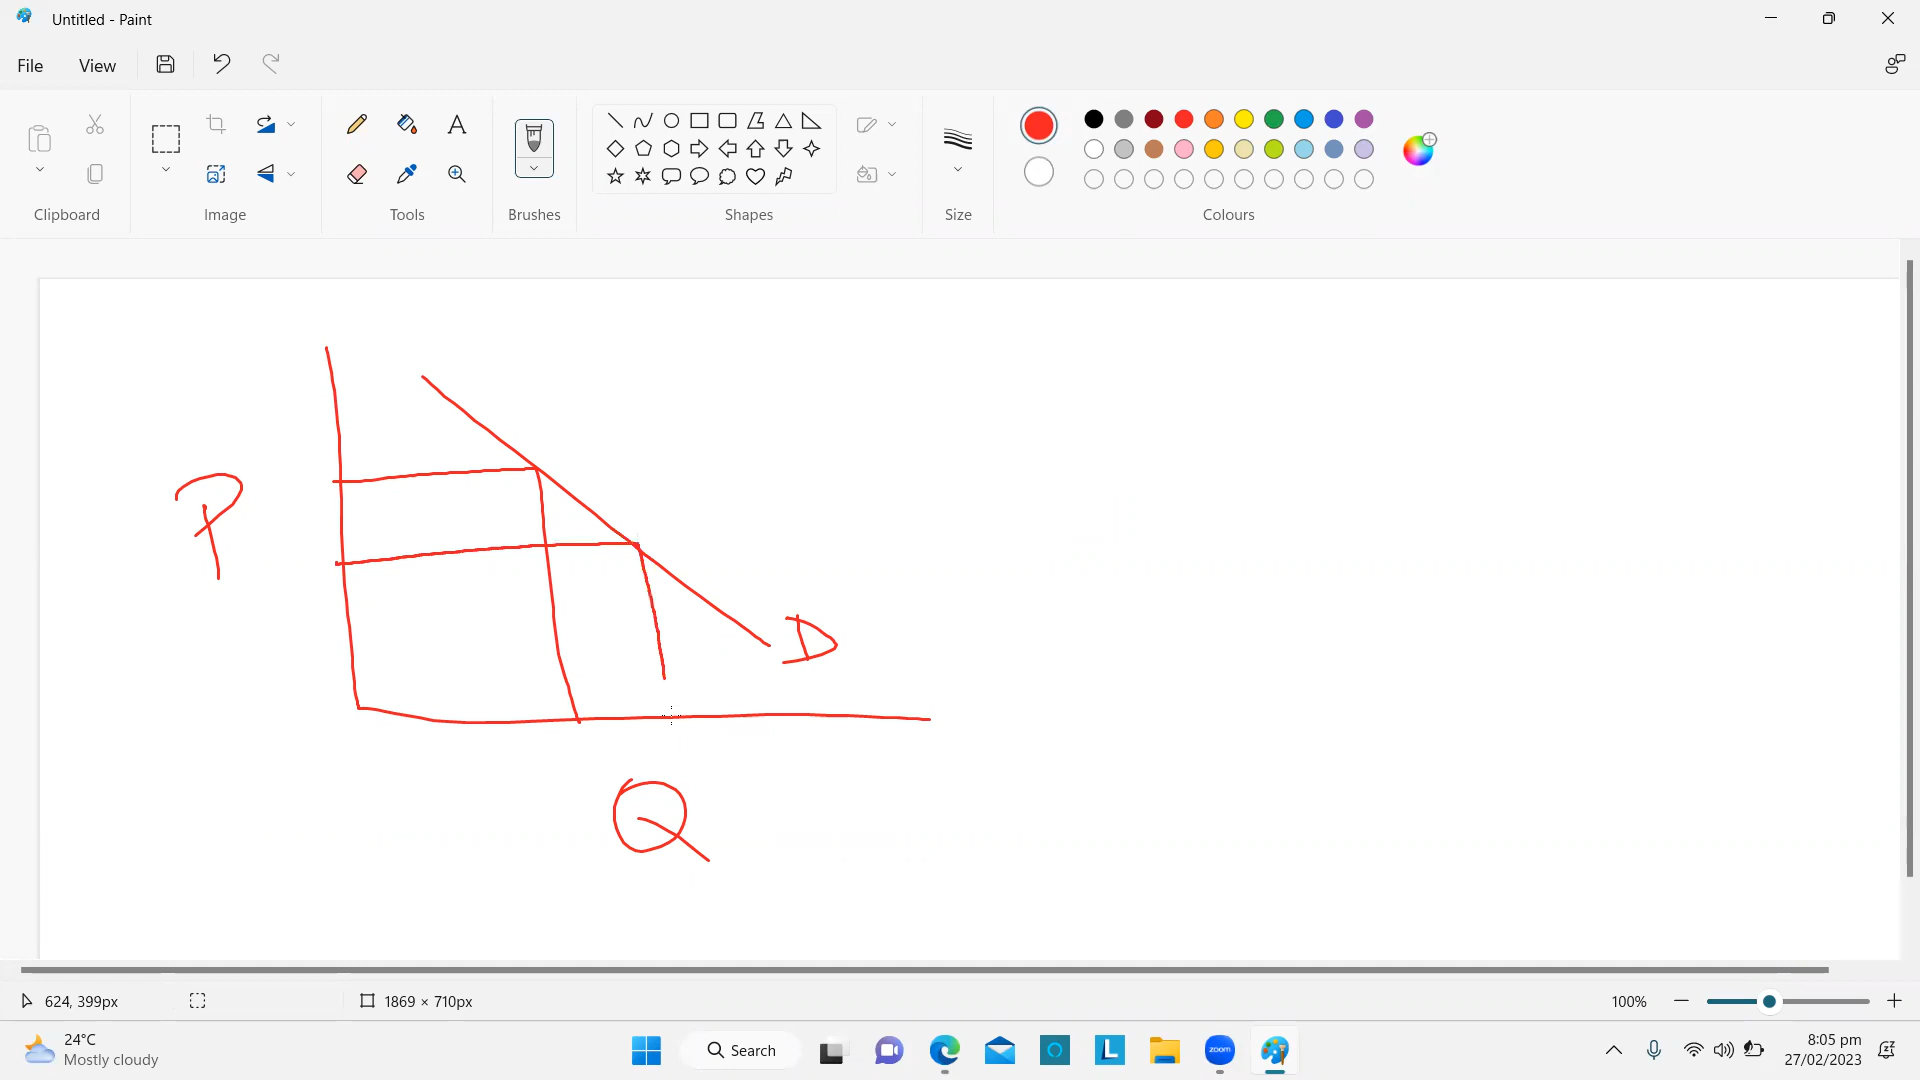 Untitled - Paint
File View
Clipboard Image Tools Brushes Shapes Size Colours
P
D
Q
624, 399px 1869 × 710px 100%
24°C
Mostly cloudy
Search
L
zoom
8:05 pm
27/02/2023